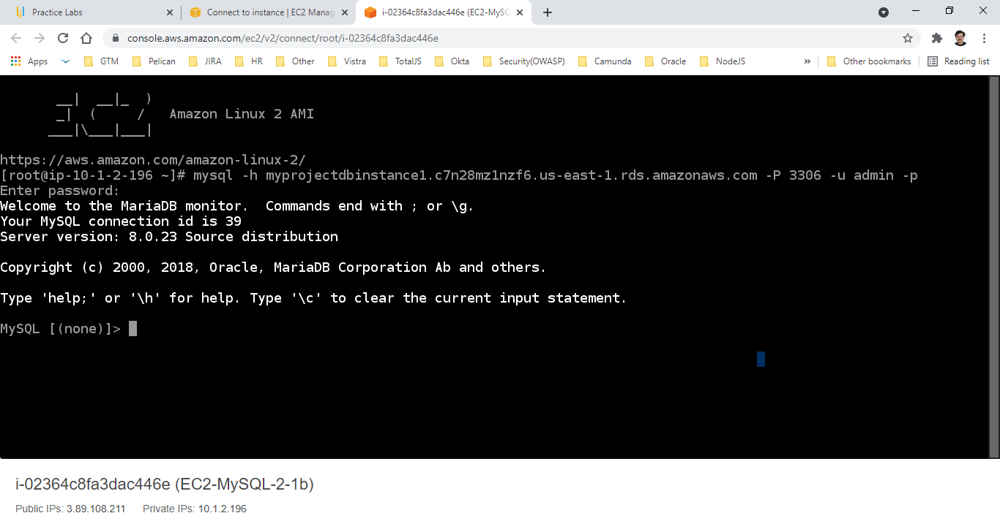 Practice Labs
Connect to instance | EC2 Manag
i-02364c8fa3dac446e (EC2-MySC
console.aws.amazon.com/ec2/v2/connect/root/i-02364c8fa3dac446e
Apps GTM Pelican JIRA HR Other Vistra TotalJS Okta Security(OWASP) Camunda Oracle NodeJS » Other bookmarks Reading list
__|  __|_  )
_|  (     /   Amazon Linux 2 AMI
___|\___|___|
https://aws.amazon.com/amazon-linux-2/
[root@ip-10-1-2-196 ~]# mysql -h myprojectdbinstance1.c7n28mz1nzf6.us-east-1.rds.amazonaws.com -P 3306 -u admin -p
Enter password:
Welcome to the MariaDB monitor.  Commands end with ; or \g.
Your MySQL connection id is 39
Server version: 8.0.23 Source distribution
Copyright (c) 2000, 2018, Oracle, MariaDB Corporation Ab and others.
Type 'help;' or '\h' for help. Type '\c' to clear the current input statement.
MySQL [(none)]>
i-02364c8fa3dac446e (EC2-MySQL-2-1b)
Public IPs: 3.89.108.211 Private IPs: 10.1.2.196